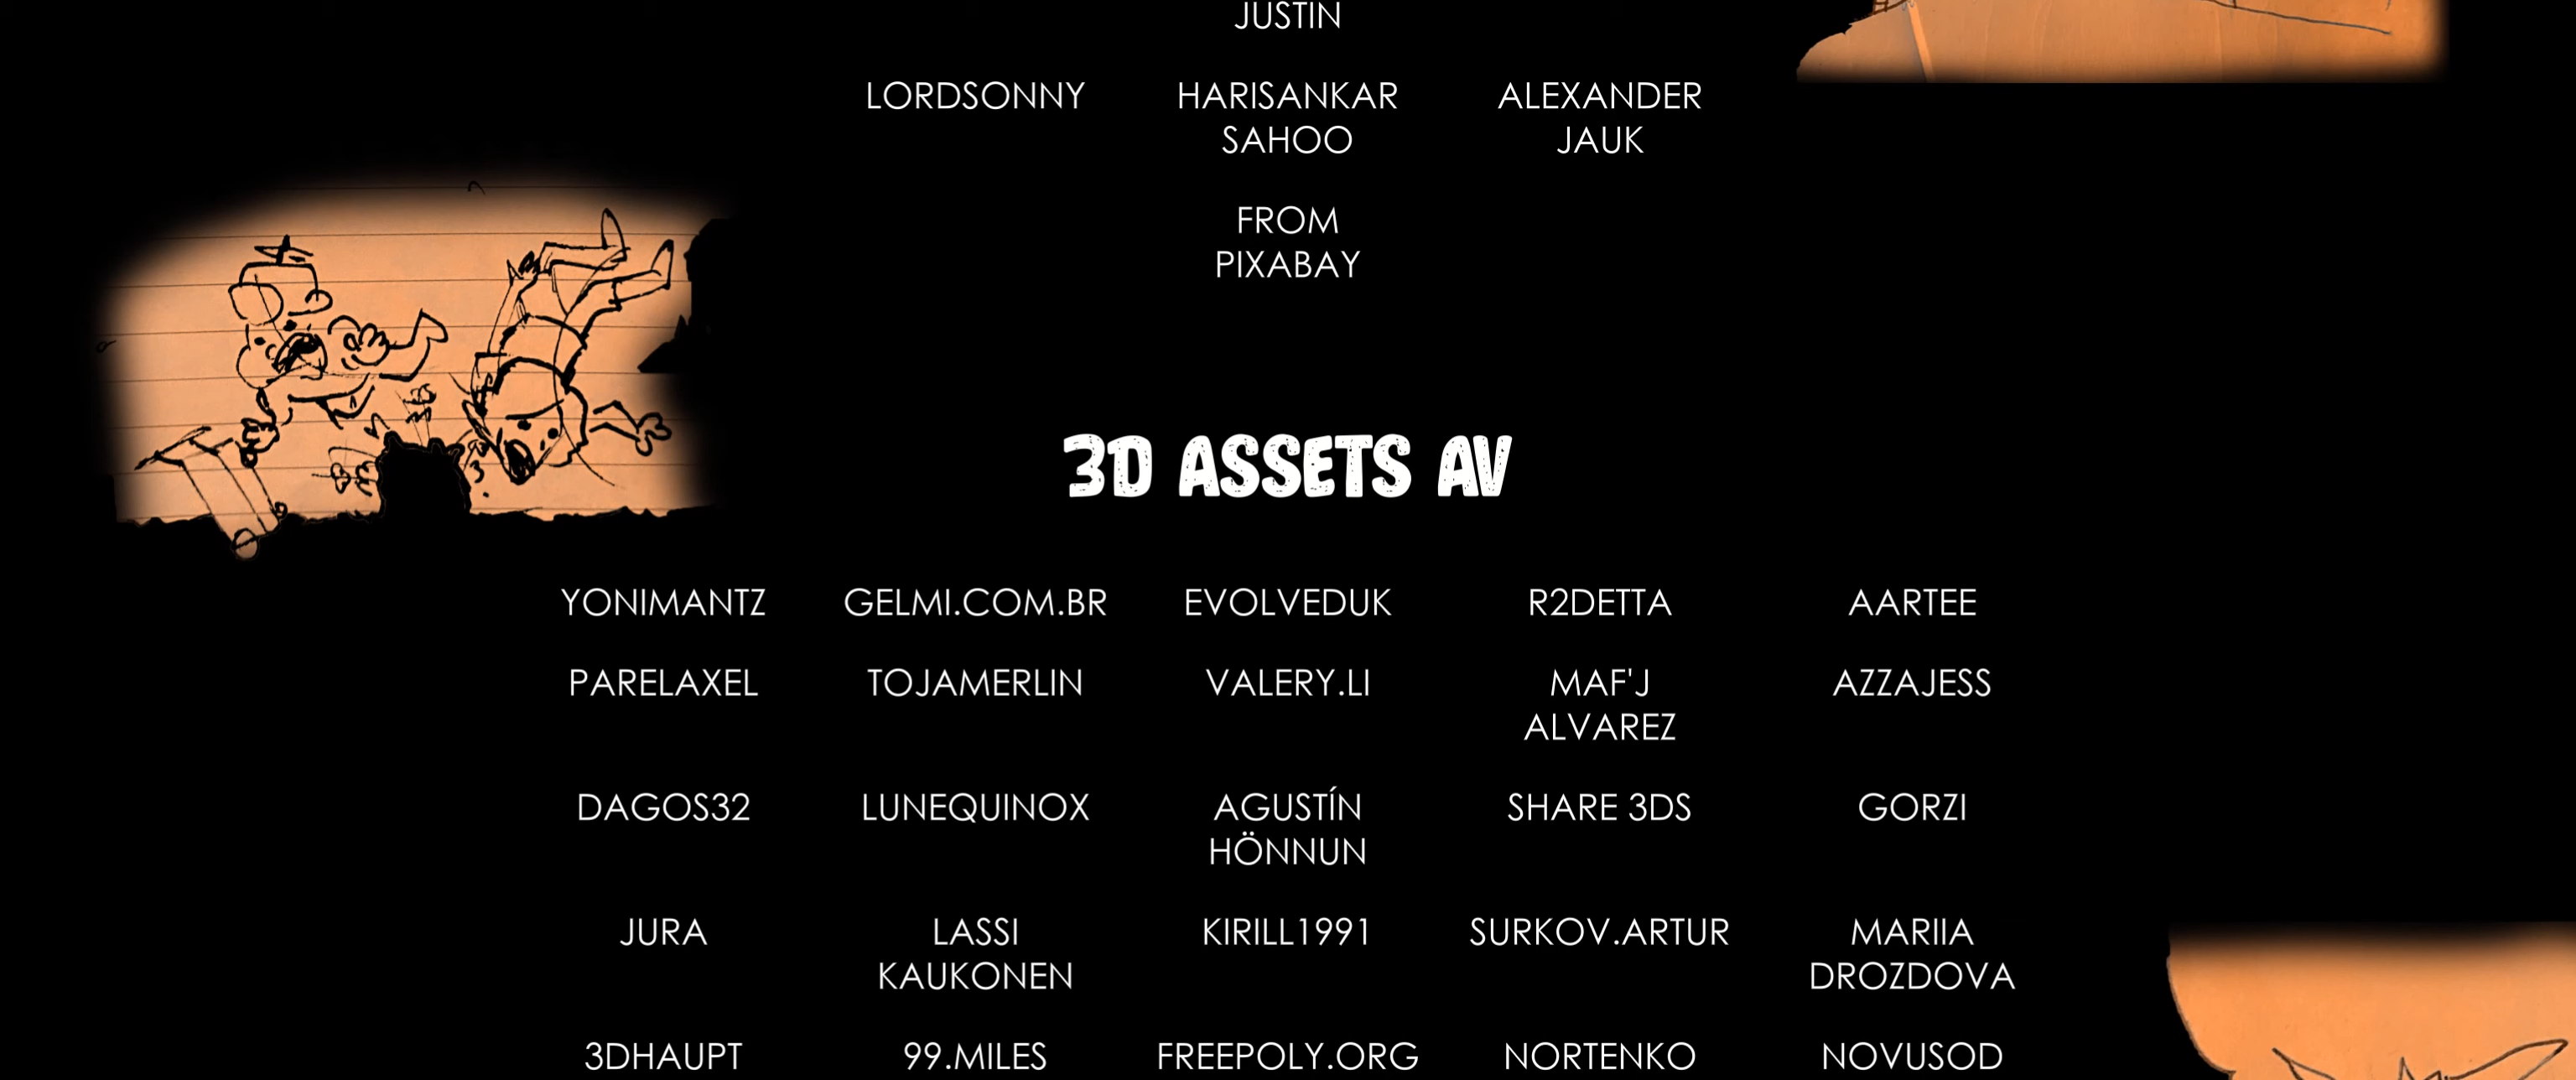 JUSTIN
LORDSONNY HARISANKAR ALEXANDER
SAHOO JAUK
FROM
PIXABAY
3D ASSETS AV
YONIMANTZ GELMI.COM.BR EVOLVEDUK R2DETTA AARTEE
PARELAXEL TOJAMERLIN VALERY.LI MAF'J AZZAJESS
ALVAREZ
DAGOS32 LUNEQUINOX AGUSTÍN SHARE 3DS GORZI
HÖNNUN
JURA LASSI KIRILL1991 SURKOV.ARTUR MARIIA
KAUKONEN DROZDOVA
3DHAUPT 99.MILES FREEPOLY.ORG NORTENKO NOVUSOD